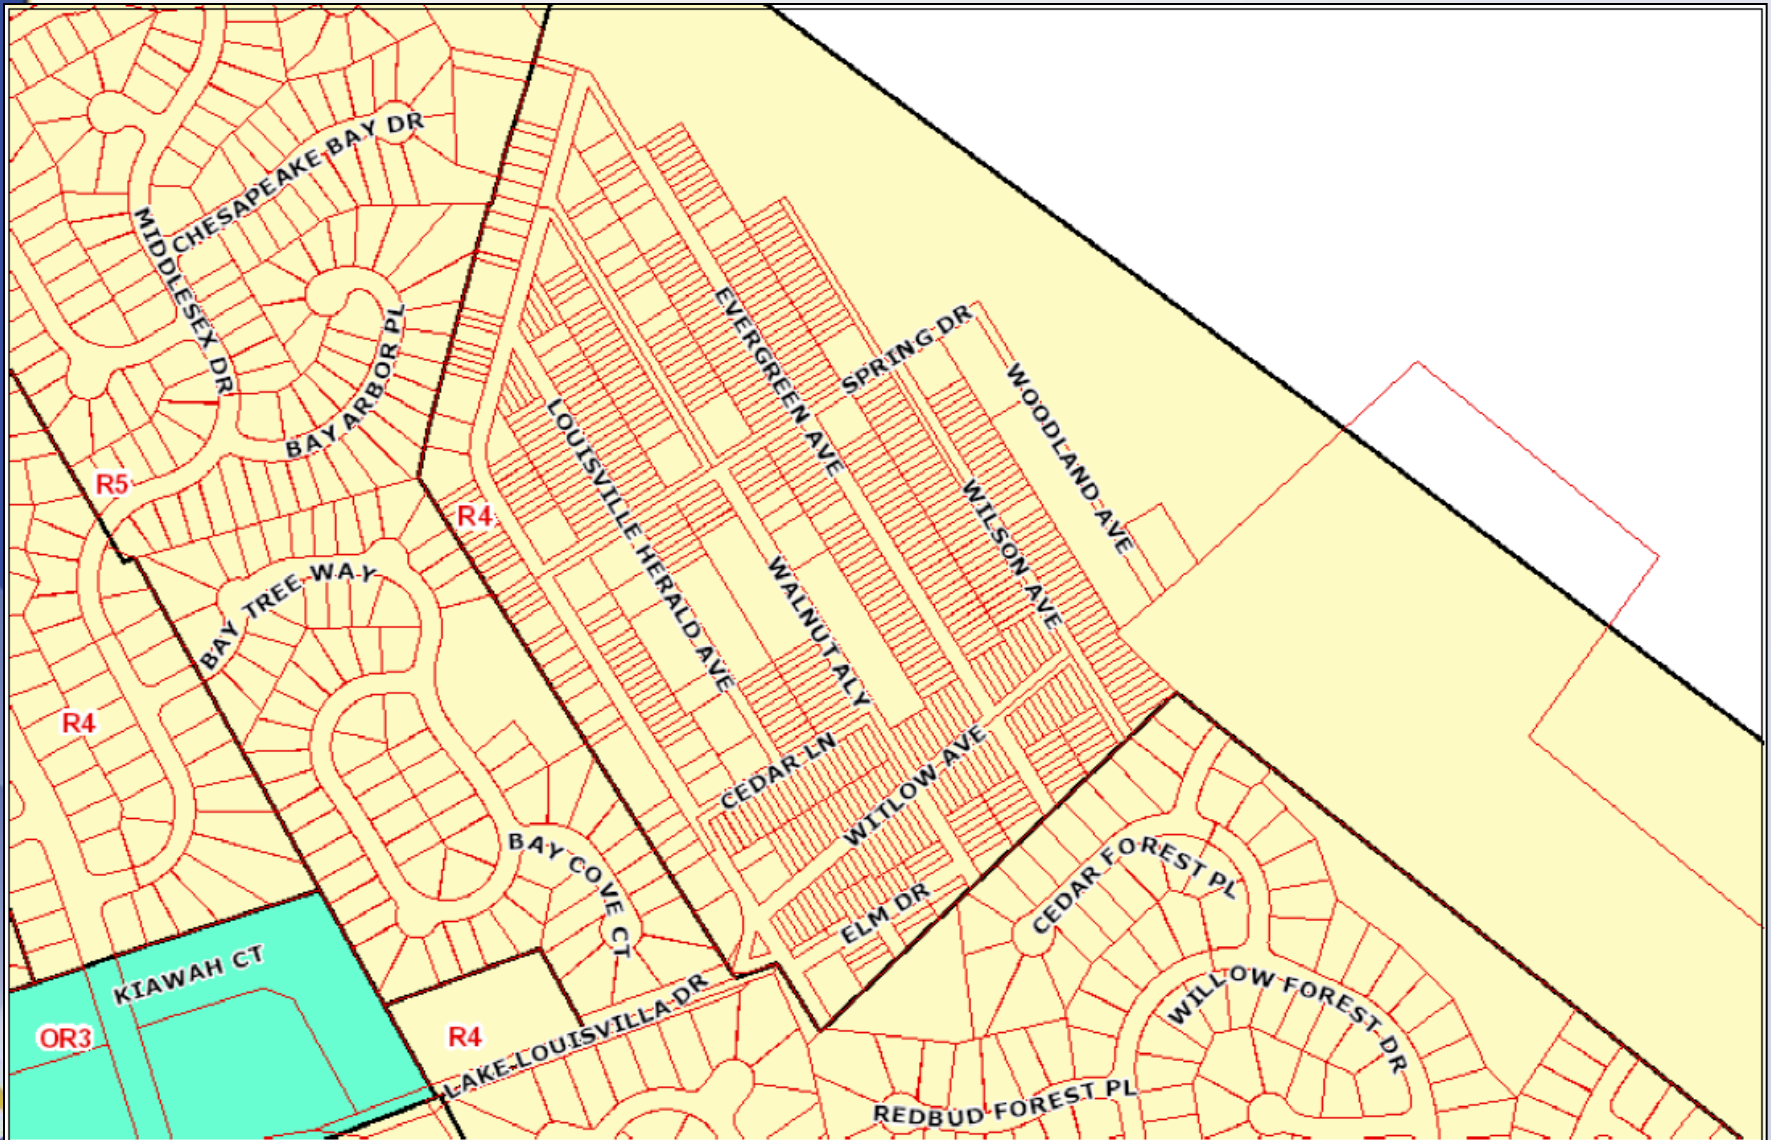 CHESAPEAKE BAY DR
MIDDLESEX DR
BAY ARBOR PL
EVERGREEN AVE
SPRING DR
WOODLAND AVE
LOUISVILLE HERALD AVE
R5
R4
WILSON AVE
BAY TREE WAY
WALNUT ALY
R4
CEDAR LN
WITLOW AVE
BAY COVE CT
CEDAR FOREST PL
ELM DR
KIAWAH CT
WILLOW FOREST DR
OR3
R4
LAKE LOUISVILLA DR
REDBUD FOREST PL